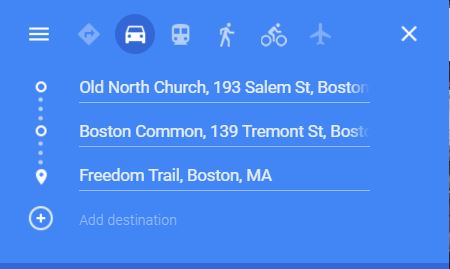 Old North Church, 193 Salem St, Boston
Boston Common, 139 Tremont St, Bost
Freedom Trail, Boston, MA
Add destination